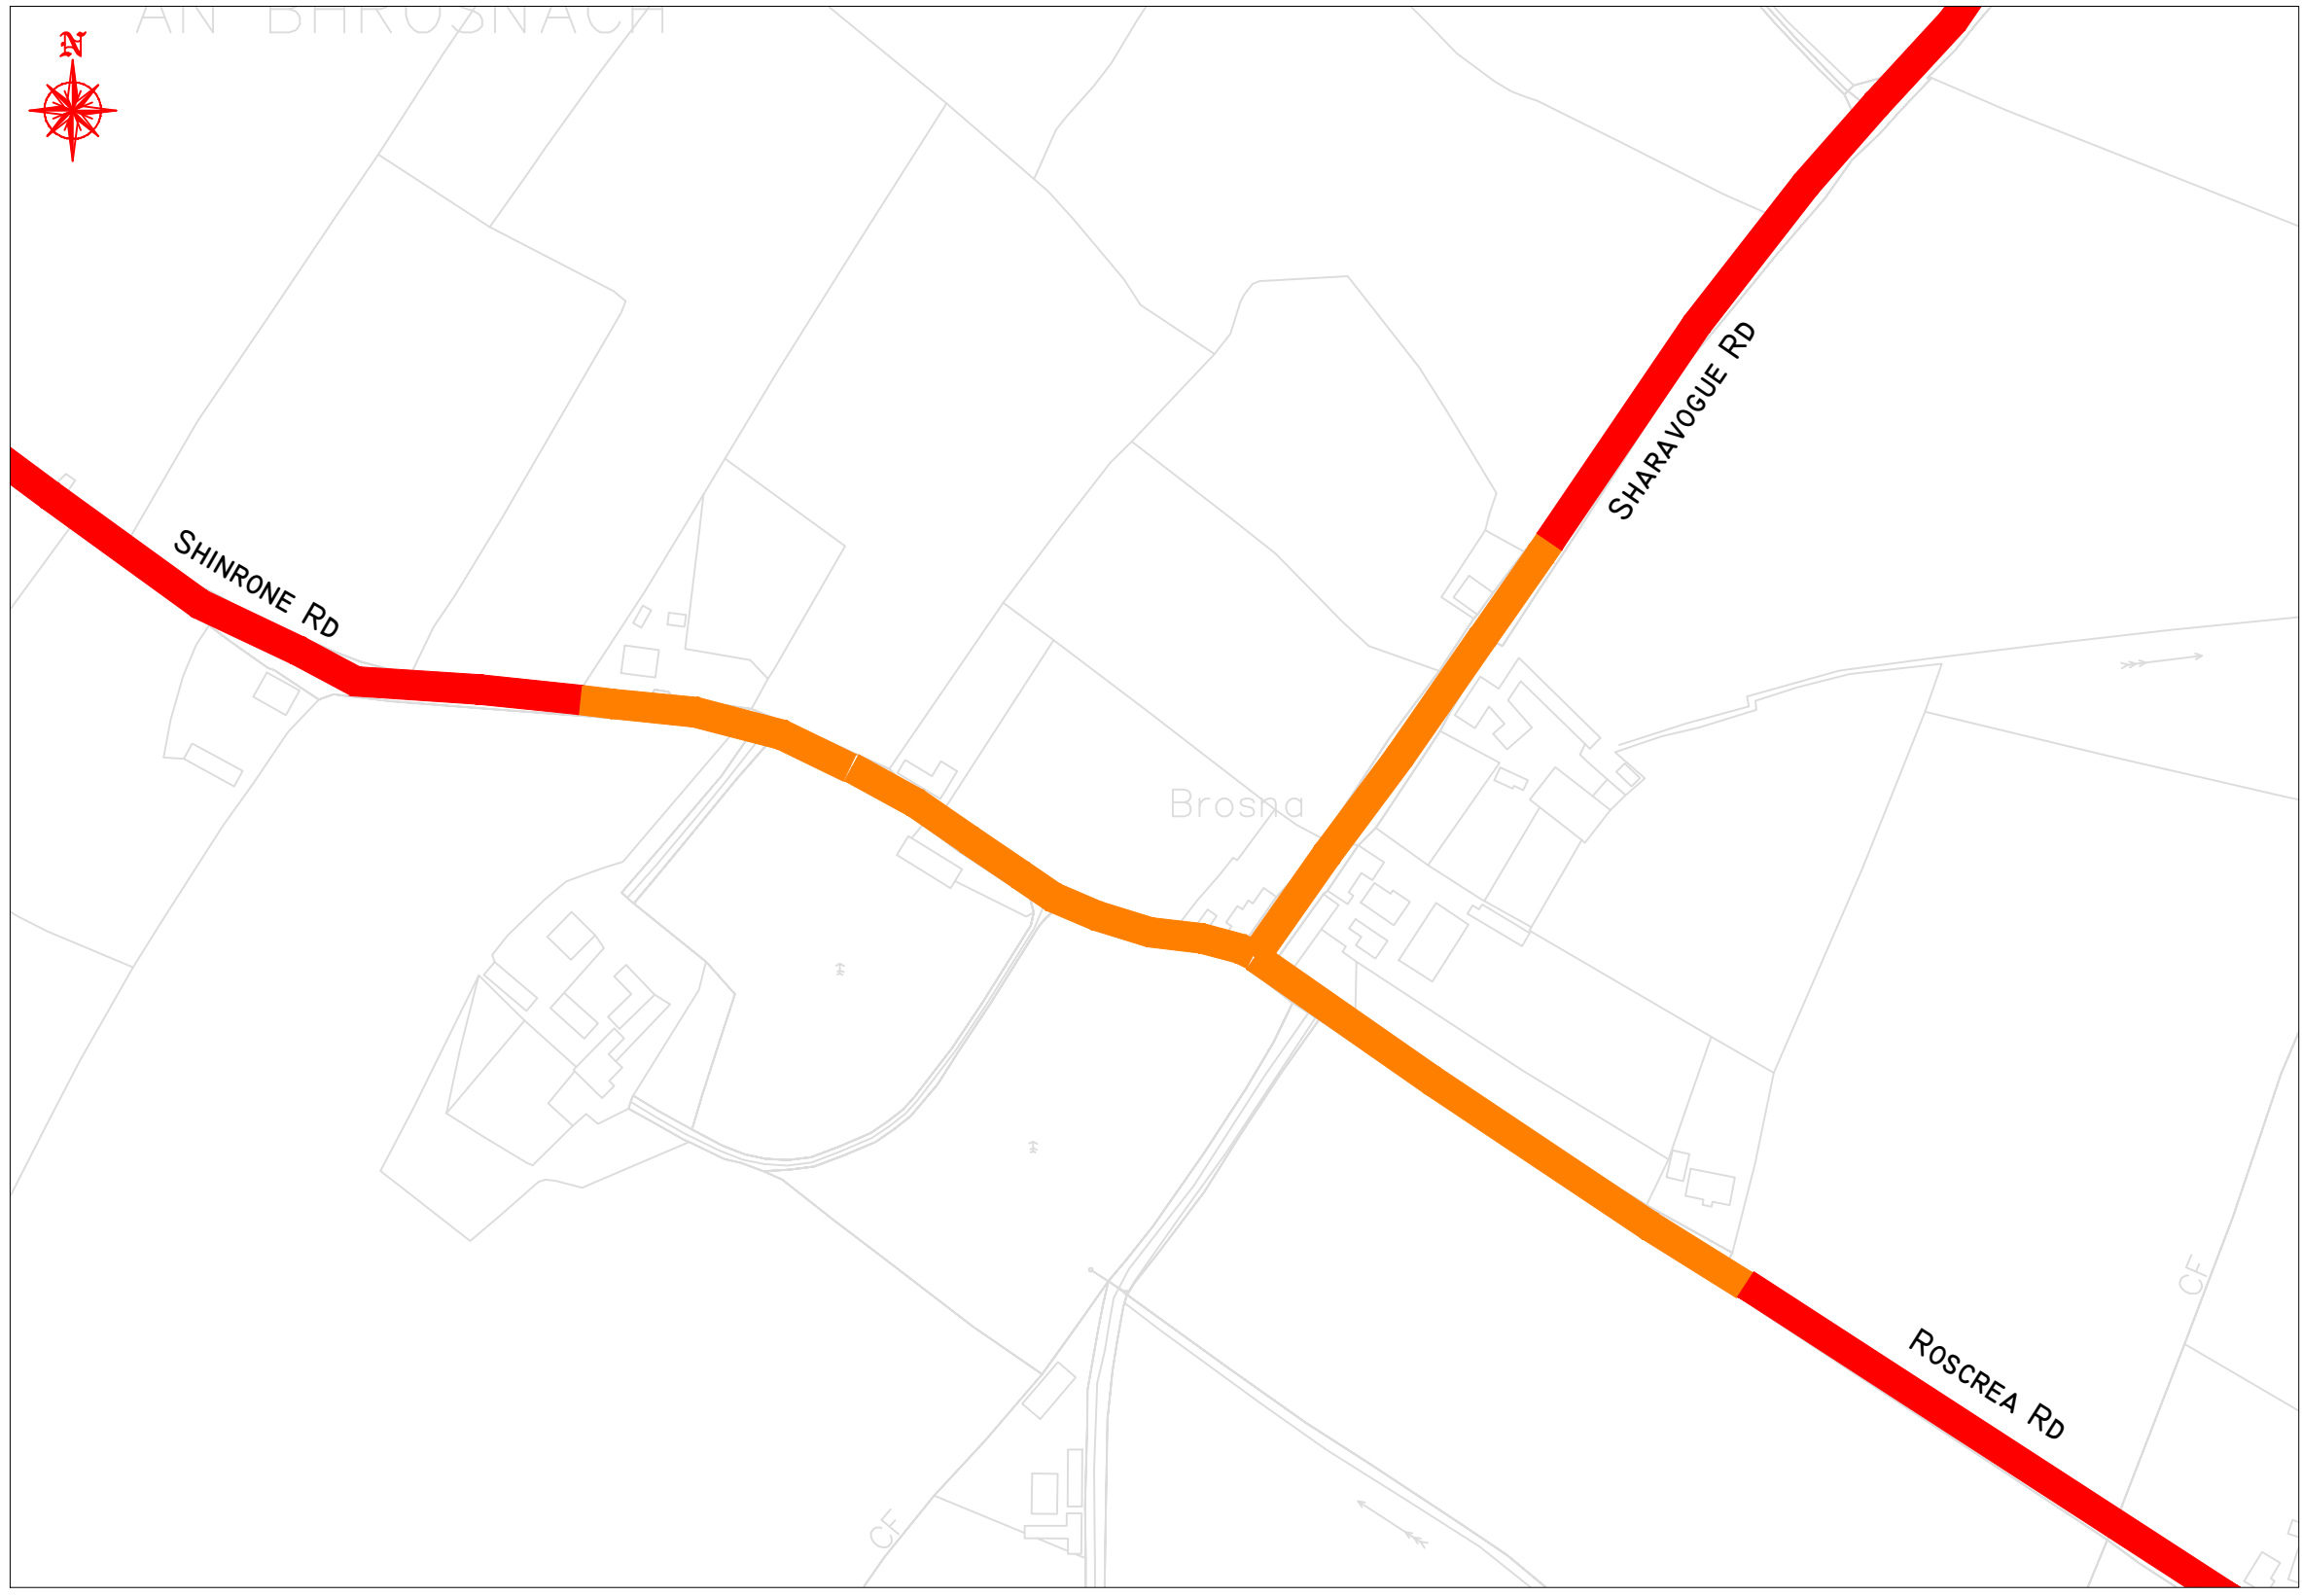 AN BHROSNACH
N
SHARAVOGUE RD
SHINRONE RD
Brosna
CF
ROSCREA RD
CF